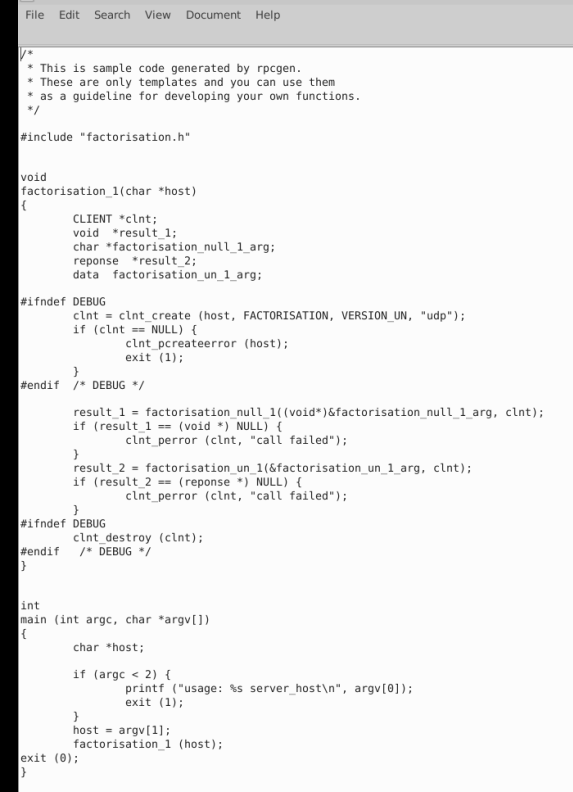 File Edit Search View Document Help
/*
 * This is sample code generated by rpcgen.
 * These are only templates and you can use them
 * as a guideline for developing your own functions.
 */
#include "factorisation.h"
void
factorisation_1(char *host)
{
        CLIENT *clnt;
        void  *result_1;
        char *factorisation_null_1_arg;
        reponse  *result_2;
        data  factorisation_un_1_arg;
#ifndef DEBUG
        clnt = clnt_create (host, FACTORISATION, VERSION_UN, "udp");
        if (clnt == NULL) {
                clnt_pcreateerror (host);
                exit (1);
        }
#endif  /* DEBUG */
        result_1 = factorisation_null_1((void*)&factorisation_null_1_arg, clnt);
        if (result_1 == (void *) NULL) {
                clnt_perror (clnt, "call failed");
        }
        result_2 = factorisation_un_1(&factorisation_un_1_arg, clnt);
        if (result_2 == (reponse *) NULL) {
                clnt_perror (clnt, "call failed");
        }
#ifndef DEBUG
        clnt_destroy (clnt);
#endif   /* DEBUG */
}
int
main (int argc, char *argv[])
{
        char *host;
        if (argc < 2) {
                printf ("usage: %s server_host\n", argv[0]);
                exit (1);
        }
        host = argv[1];
        factorisation_1 (host);
exit (0);
}